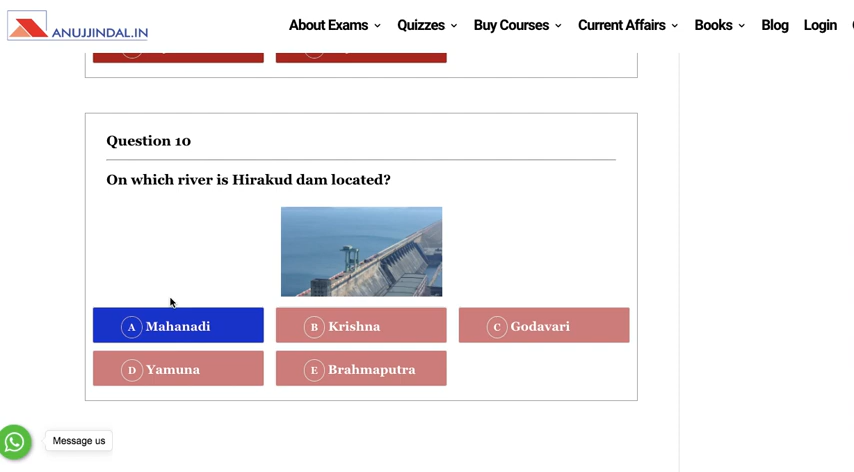 ANUJJINDAL.IN
About Exams Quizzes Buy Courses Current Affairs Books Blog Login
Question 10
On which river is Hirakud dam located?
A Mahanadi B Krishna C Godavari
D Yamuna E Brahmaputra
Message us